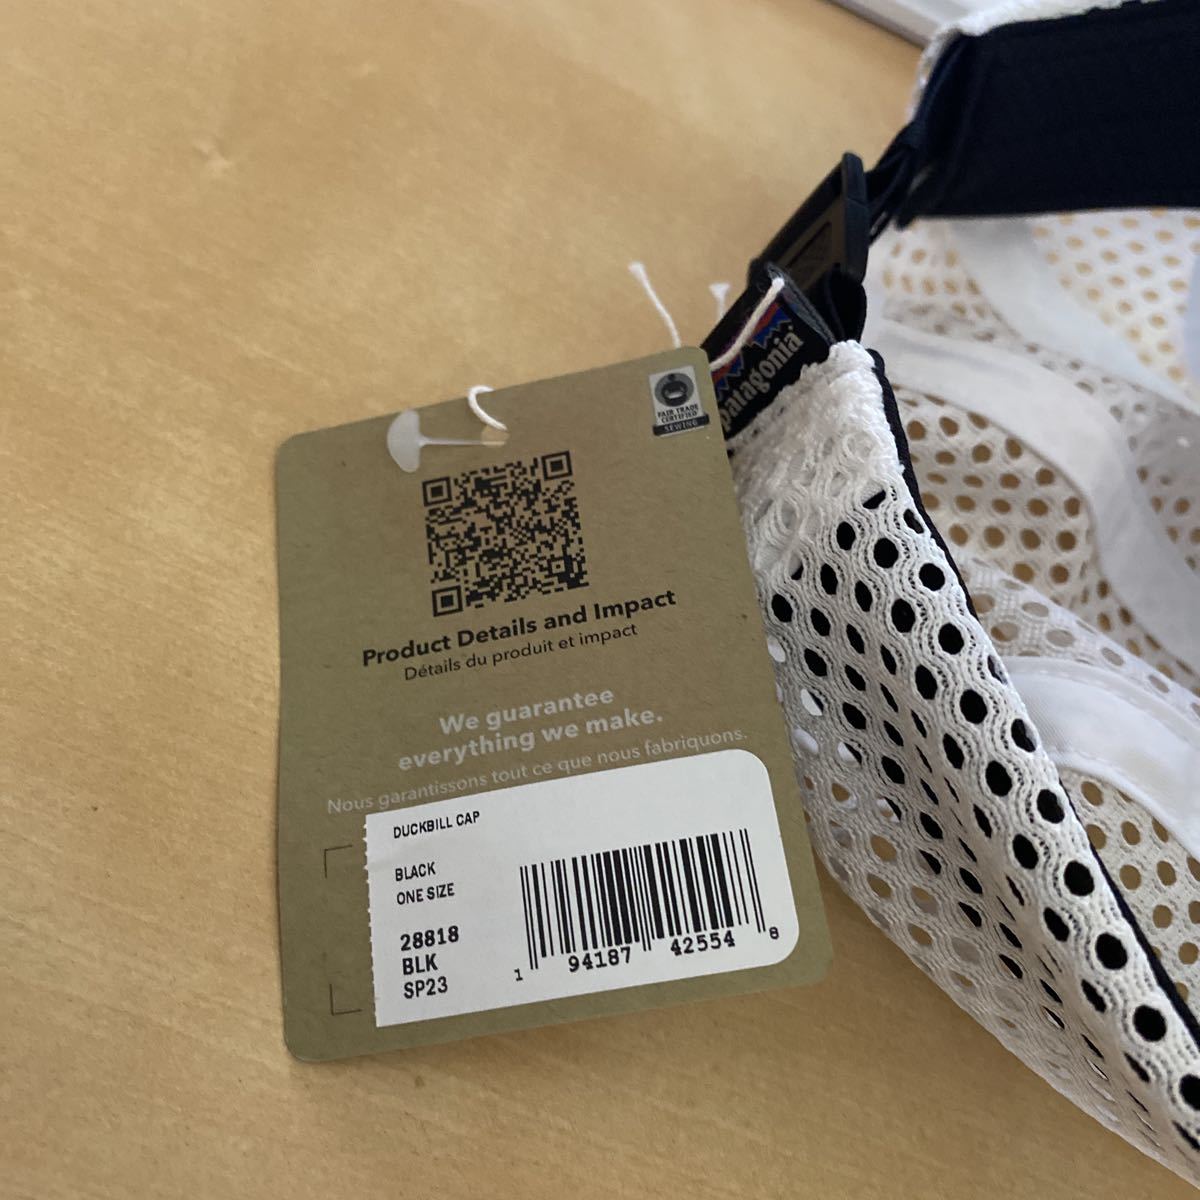 patagonia
FAIR TRADE
CERTIFIED
SEWING
Product Details and Impact
Détails du produit et impact
We guarantee
everything we make.
Nous garantissons tout ce que nous fabriquons.
DUCKBILL CAP
BLACK
ONE SIZE
28818
BLK
SP23
1 94187 42554 8